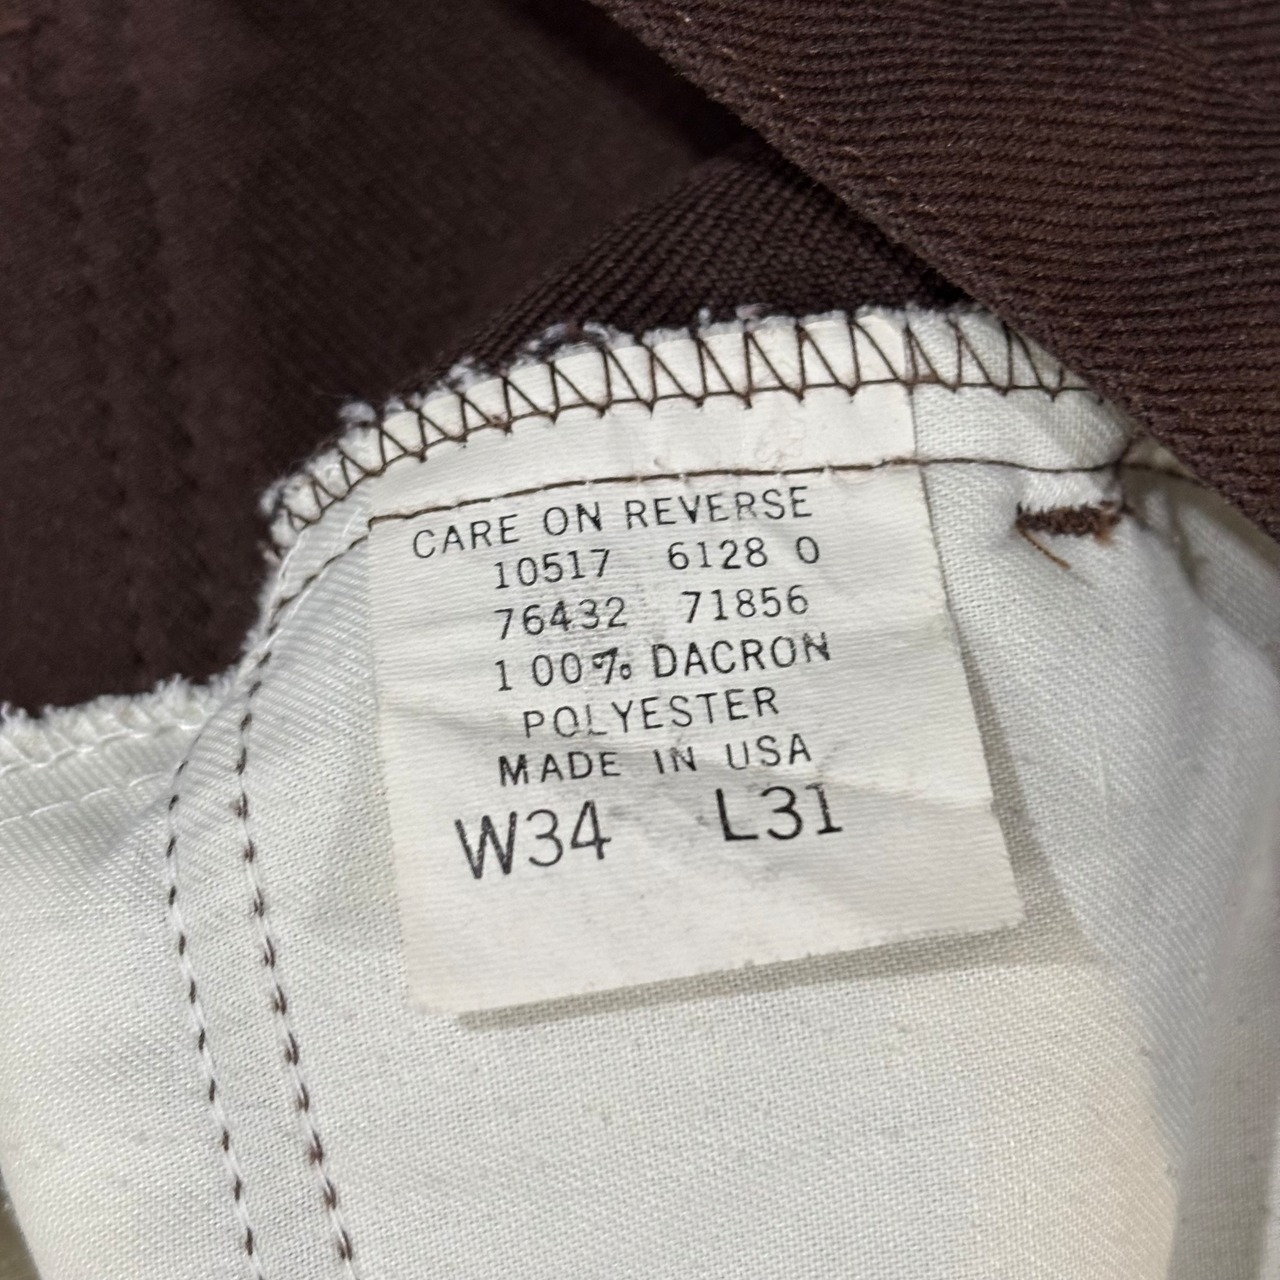 CARE ON REVERSE
10517 6128 0
76432 71856
100% DACRON
POLYESTER
MADE IN USA
W34 L31